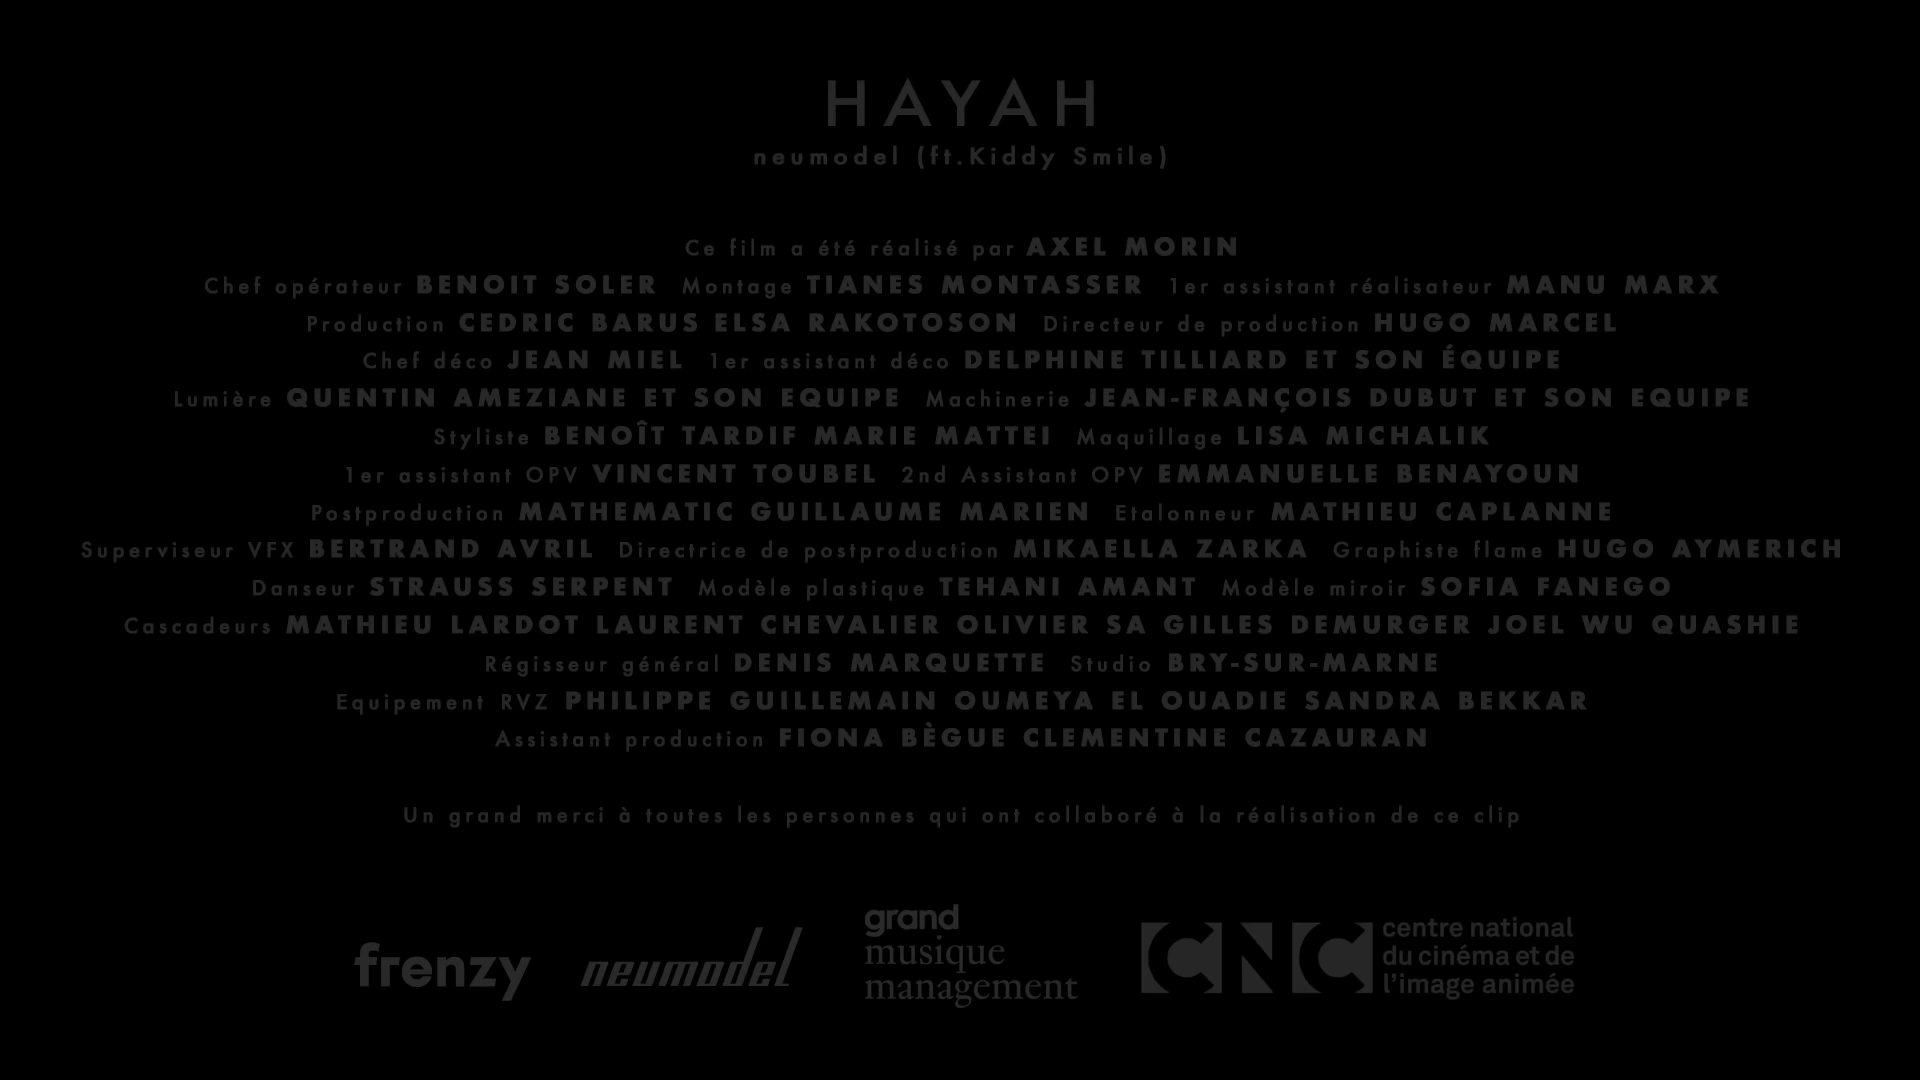 HAYAH
neumodel (ft.Kiddy Smile)
Ce film a été réalisé par AXEL MORIN
Chef opérateur BENOIT SOLER Montage TIANES MONTASSER 1er assistant réalisateur MANU MARX
Production CEDRIC BARUS ELSA RAKOTOSON Directeur de production HUGO MARCEL
Chef déco JEAN MIEL 1er assistant déco DELPHINE TILLIARD ET SON ÉQUIPE
Lumière QUENTIN AMEZIANE ET SON EQUIPE Machinerie JEAN-FRANÇOIS DUBUT ET SON EQUIPE
Styliste BENOÎT TARDIF MARIE MATTEI Maquillage LISA MICHALIK
1er assistant OPV VINCENT TOUBEL 2nd Assistant OPV EMMANUELLE BENAYOUN
Postproduction MATHEMATIC GUILLAUME MARIEN Etalonneur MATHIEU CAPLANNE
Superviseur VFX BERTRAND AVRIL Directrice de postproduction MIKAELLA ZARKA Graphiste flame HUGO AYMERICH
Danseur STRAUSS SERPENT Modèle plastique TEHANI AMANT Modèle miroir SOFIA FANEGO
Cascadeurs MATHIEU LARDOT LAURENT CHEVALIER OLIVIER SA GILLES DEMURGER JOEL WU QUASHIE
Régisseur général DENIS MARQUETTE Studio BRY-SUR-MARNE
Equipement RVZ PHILIPPE GUILLEMAIN OUMEYA EL OUADIE SANDRA BEKKAR
Assistant production FIONA BÈGUE CLEMENTINE CAZAURAN
Un grand merci à toutes les personnes qui ont collaboré à la réalisation de ce clip
frenzy
neumodel
grand
musique
management
CNC
centre national
du cinéma et de
l'image animée